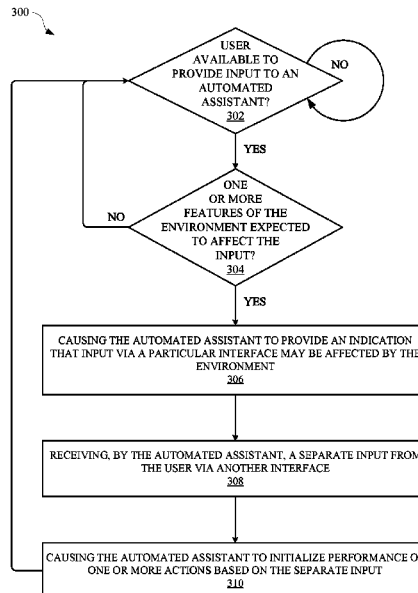 300
USER
AVAILABLE TO
PROVIDE INPUT TO AN
AUTOMATED
ASSISTANT?
302
NO
YES
ONE
OR MORE
FEATURES OF THE
ENVIRONMENT EXPECTED
TO AFFECT THE
INPUT?
304
NO
YES
CAUSING THE AUTOMATED ASSISTANT TO PROVIDE AN INDICATION
THAT INPUT VIA A PARTICULAR INTERFACE MAY BE AFFECTED BY THE
ENVIRONMENT
306
RECEIVING, BY THE AUTOMATED ASSISTANT, A SEPARATE INPUT FROM
THE USER VIA ANOTHER INTERFACE
308
CAUSING THE AUTOMATED ASSISTANT TO INITIALIZE PERFORMANCE O
ONE OR MORE ACTIONS BASED ON THE SEPARATE INPUT
310